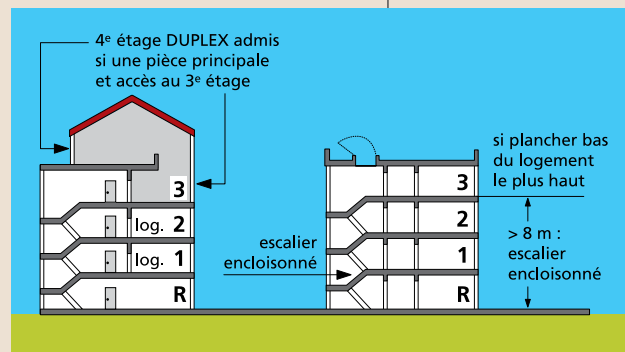 4e étage DUPLEX admis
si une pièce principale
et accès au 3e étage
3
log. 2
log. 1
R
escalier
encloisonné
3
2
1
R
si plancher bas
du logement
le plus haut
> 8 m :
escalier
encloisonné